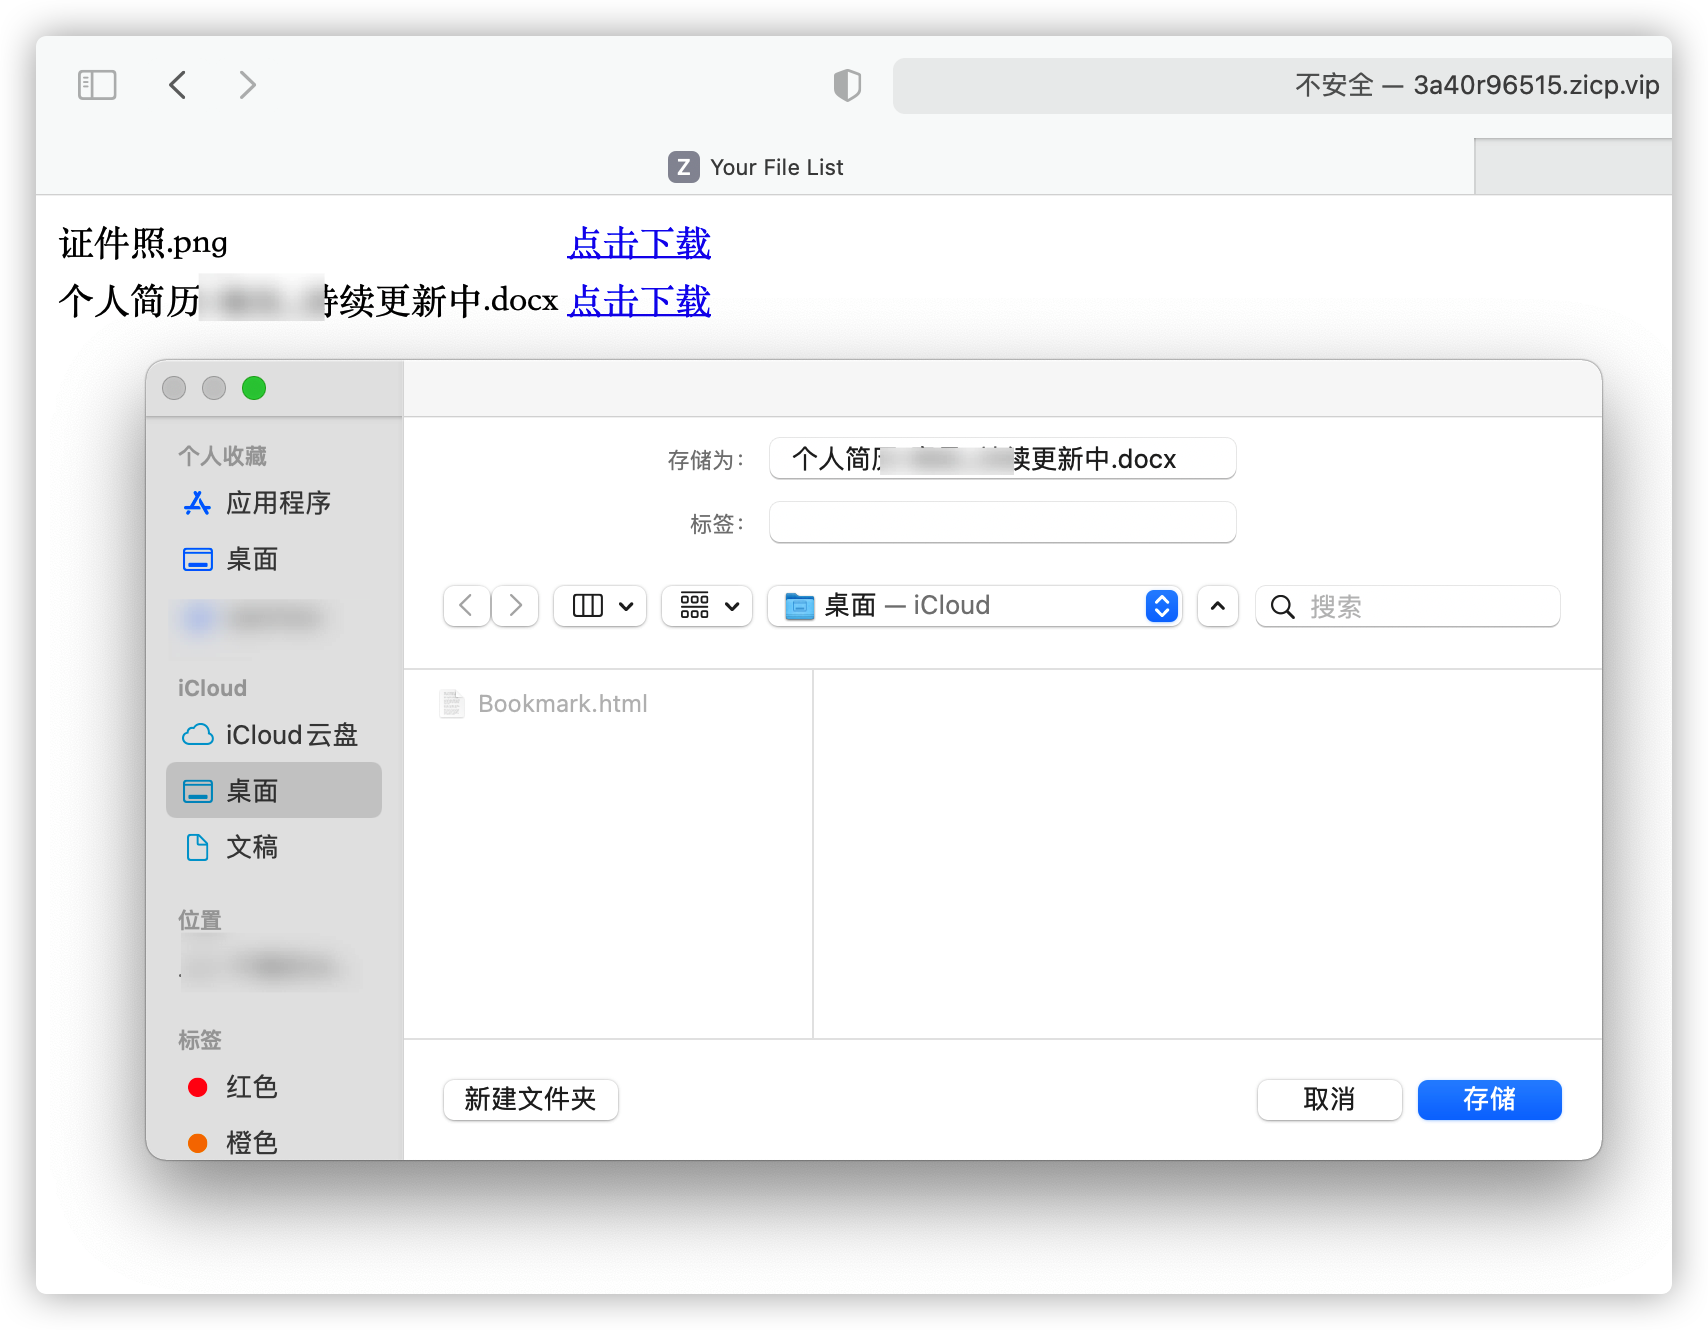 不安全 — 3a40r96515.zicp.vip
Z Your File List
证件照.png 点击下载
个人简历 持续更新中.docx 点击下载
个人收藏
应用程序
桌面
iCloud
iCloud云盘
桌面
文稿
位置
标签
红色
橙色
存储为： 个人简历 续更新中.docx
标签：
桌面 — iCloud
搜索
Bookmark.html
新建文件夹
取消
存储